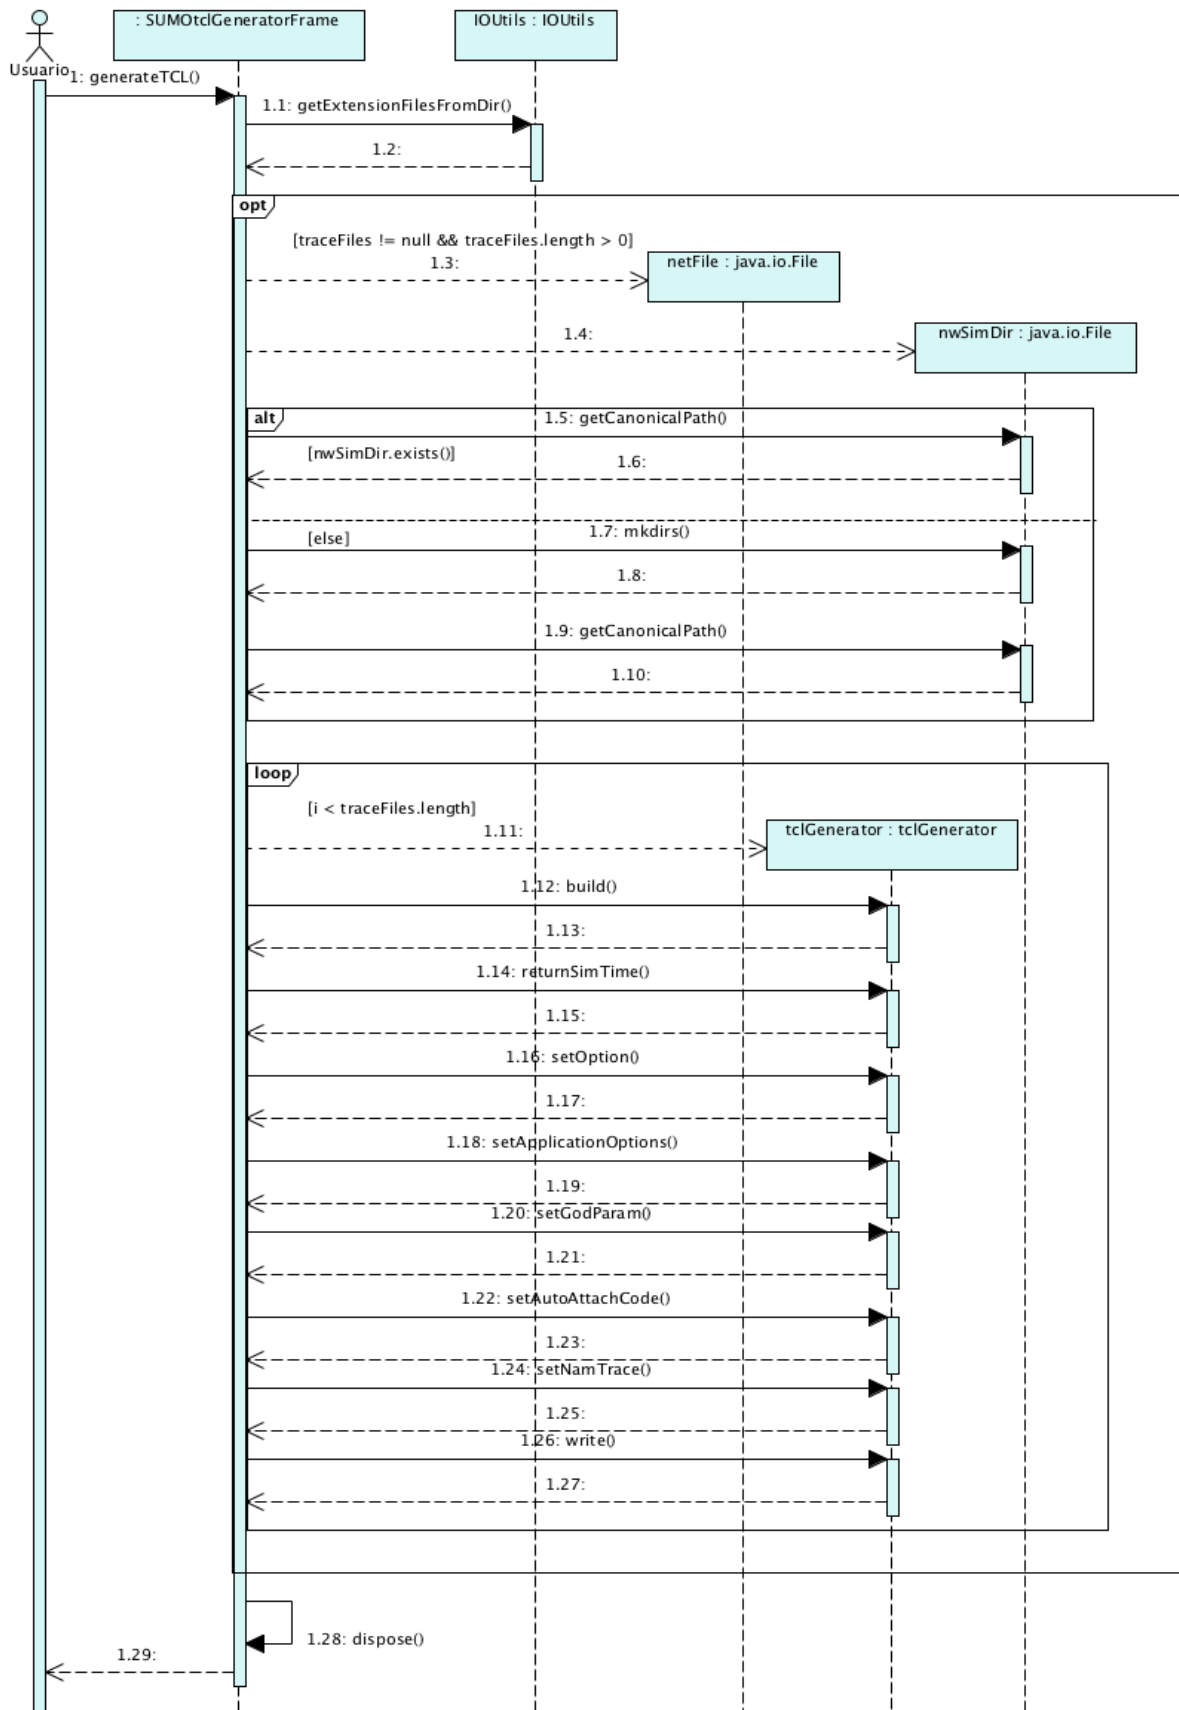 : SUMOtclGeneratorFrame
IOUtils : IOUtils
Usuario
1: generateTCL()
1.1: getExtensionFilesFromDir()
1.2:
opt
[traceFiles != null && traceFiles.length > 0]
1.3:
netFile : java.io.File
1.4:
nwSimDir : java.io.File
alt
1.5: getCanonicalPath()
[nwSimDir.exists()]
1.6:
1.7: mkdirs()
[else]
1.8:
1.9: getCanonicalPath()
1.10:
loop
[i < traceFiles.length]
1.11:
tclGenerator : tclGenerator
1.12: build()
1.13:
1.14: returnSimTime()
1.15:
1.16: setOption()
1.17:
1.18: setApplicationOptions()
1.19:
1.20: setGodParam()
1.21:
1.22: setAutoAttachCode()
1.23:
1.24: setNamTrace()
1.25:
1.26: write()
1.27:
1.28: dispose()
1.29: